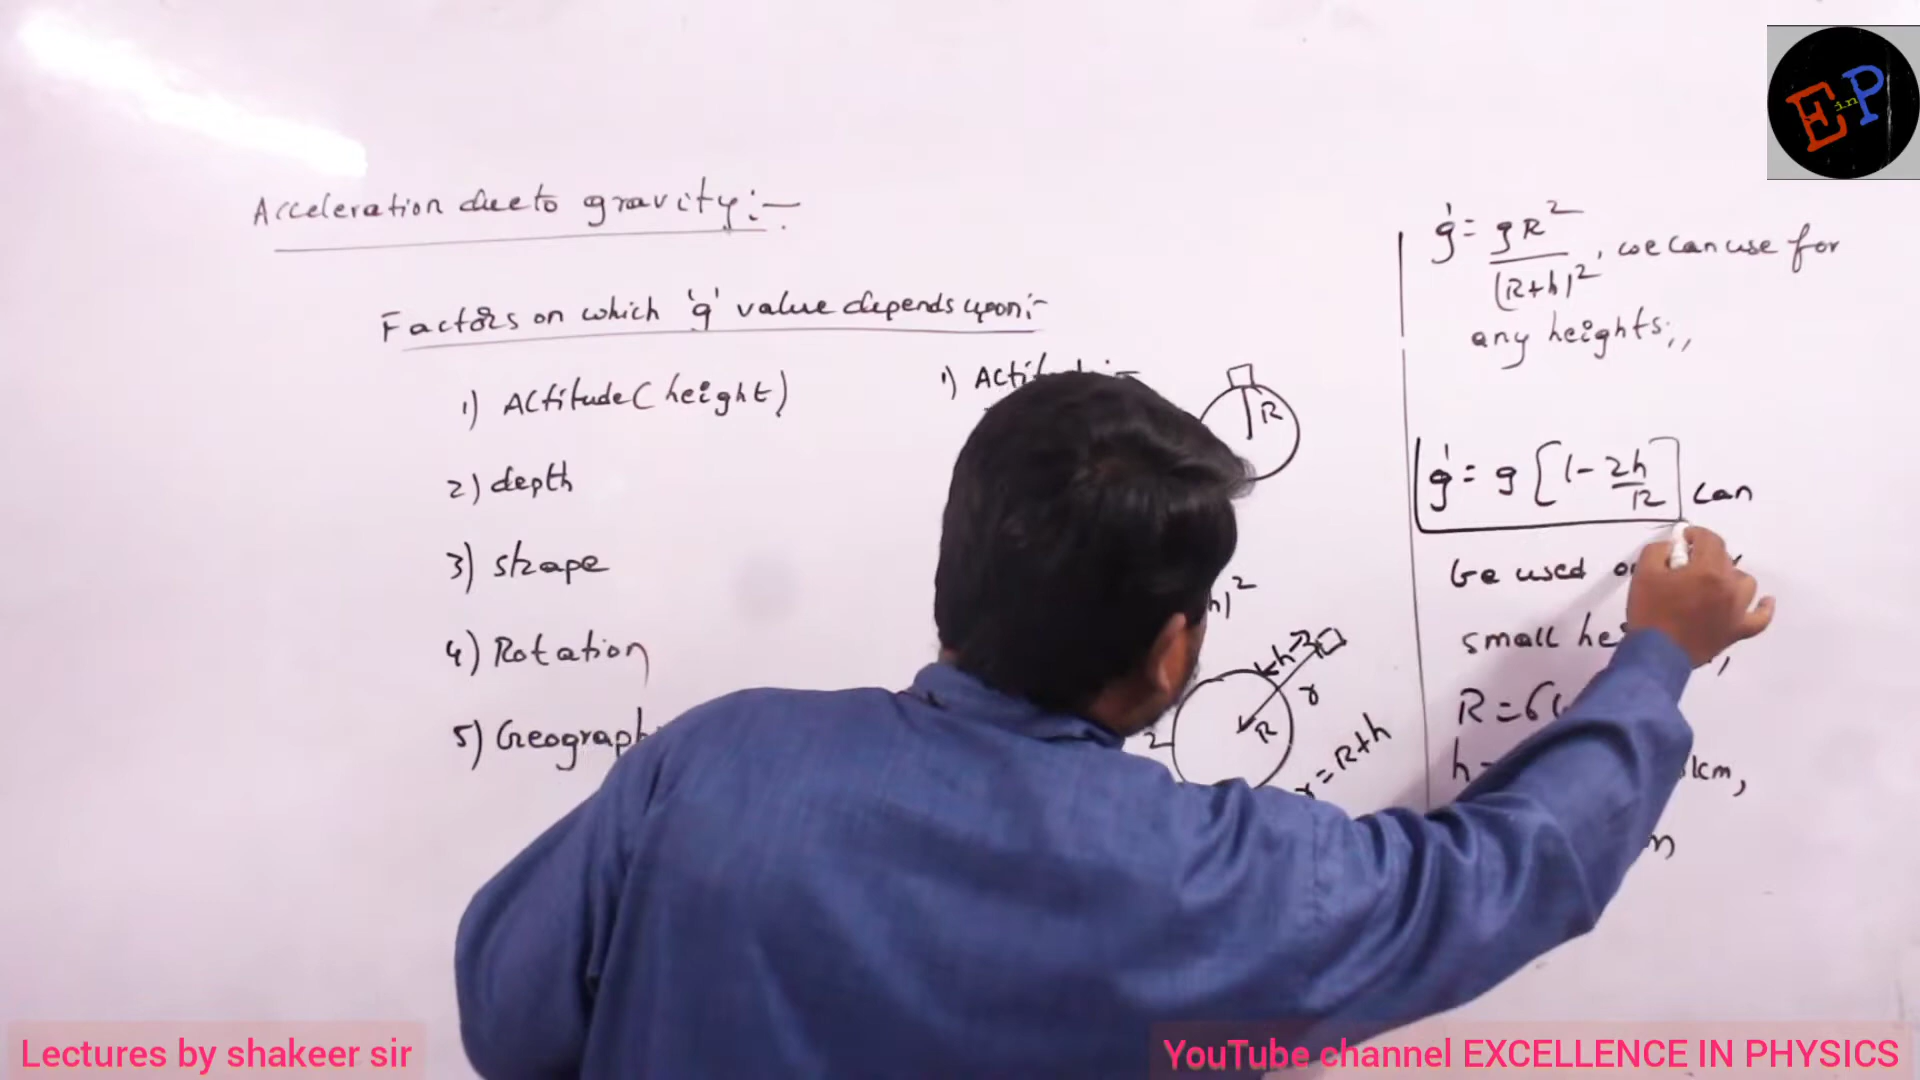 Acceleration due to gravity:-
Factors on which 'g' value depends upon:-
1) Altitude (height)
2) depth
3) shape
4) Rotation
5) Geograph
1)
R
h)²
h
r
R
r = R+h
2
g' = gR²/(R+h)², we can use for
any heights,,
g' = g[1 - 2h/R] can
be used
small he
R = 6
h = km,
m
E in P
Lectures by shakeer sir
YouTube channel EXCELLENCE IN PHYSICS